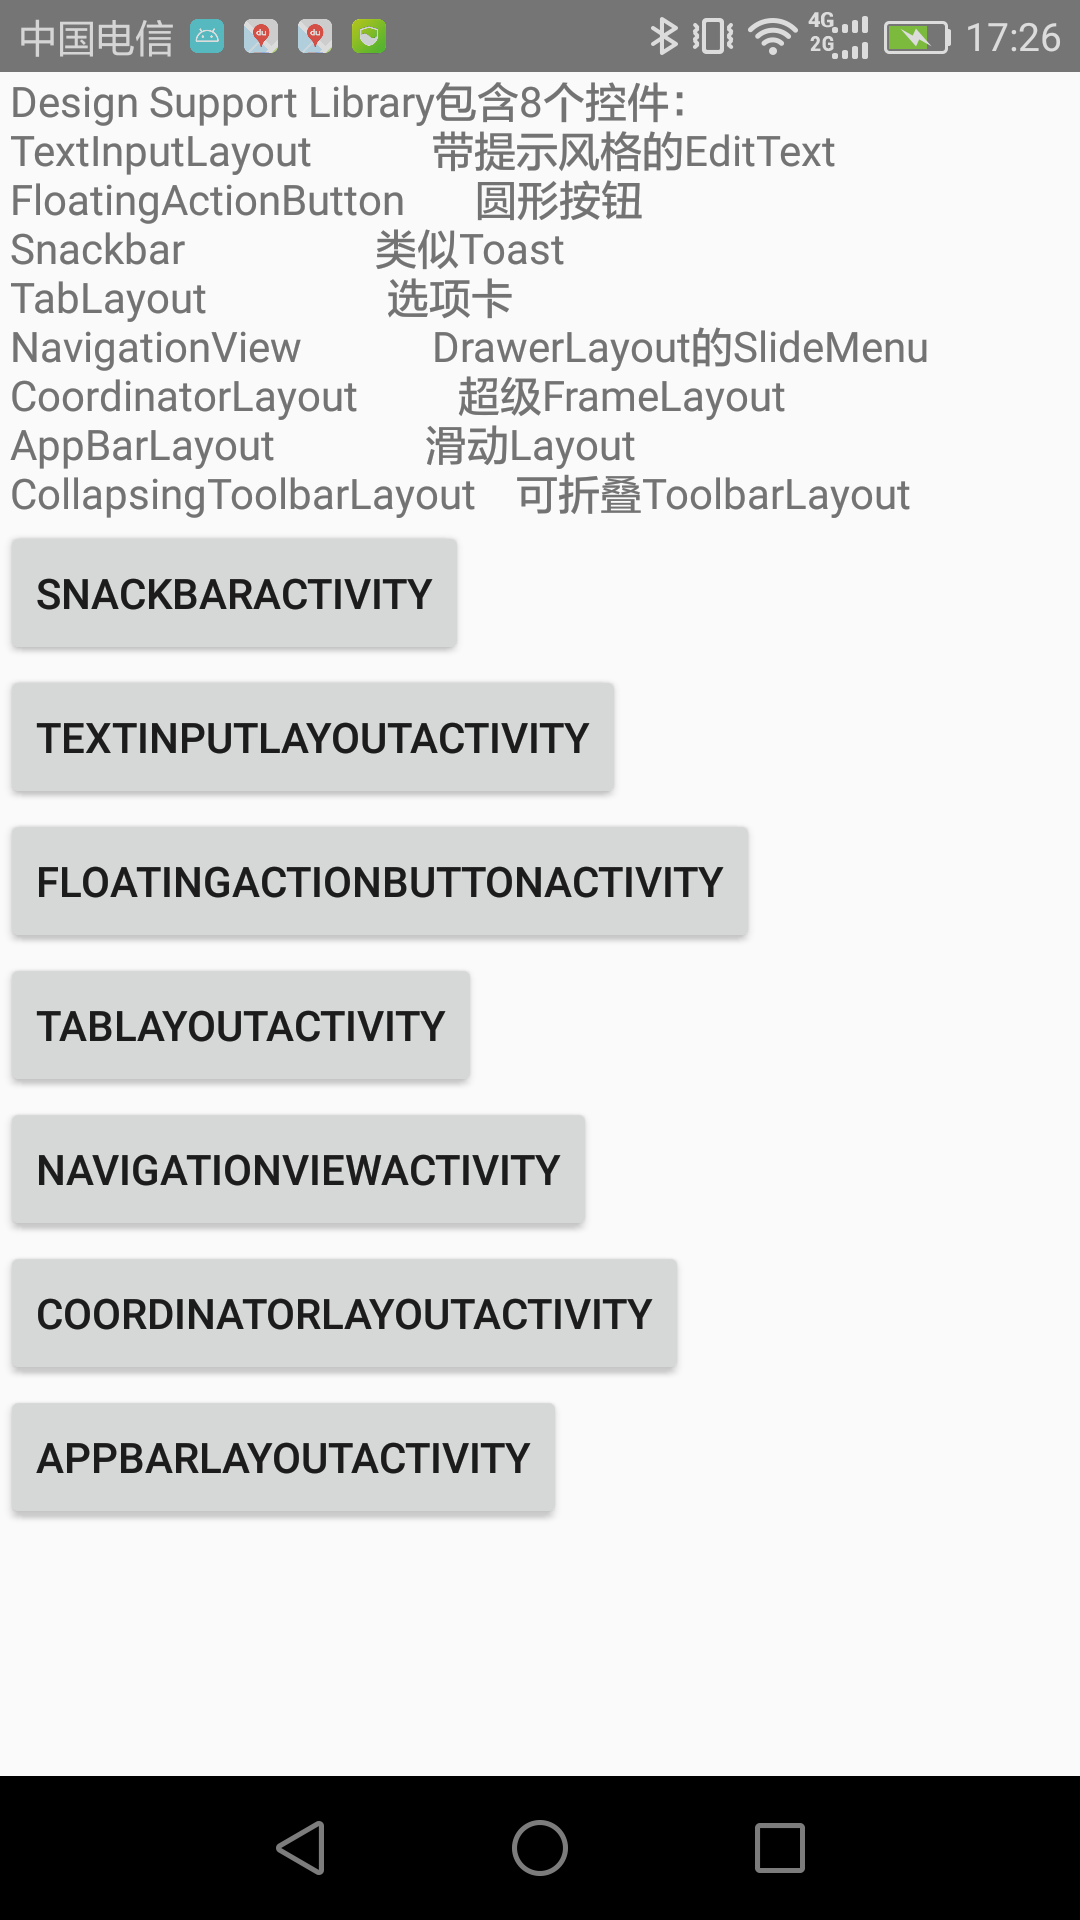 中国电信 du du 4G 2G 17:26
Design Support Library包含8个控件：
TextInputLayout 带提示风格的EditText
FloatingActionButton 圆形按钮
Snackbar 类似Toast
TabLayout 选项卡
NavigationView DrawerLayout的SlideMenu
CoordinatorLayout 超级FrameLayout
AppBarLayout 滑动Layout
CollapsingToolbarLayout 可折叠ToolbarLayout
SNACKBARACTIVITY
TEXTINPUTLAYOUTACTIVITY
FLOATINGACTIONBUTTONACTIVITY
TABLAYOUTACTIVITY
NAVIGATIONVIEWACTIVITY
COORDINATORLAYOUTACTIVITY
APPBARLAYOUTACTIVITY